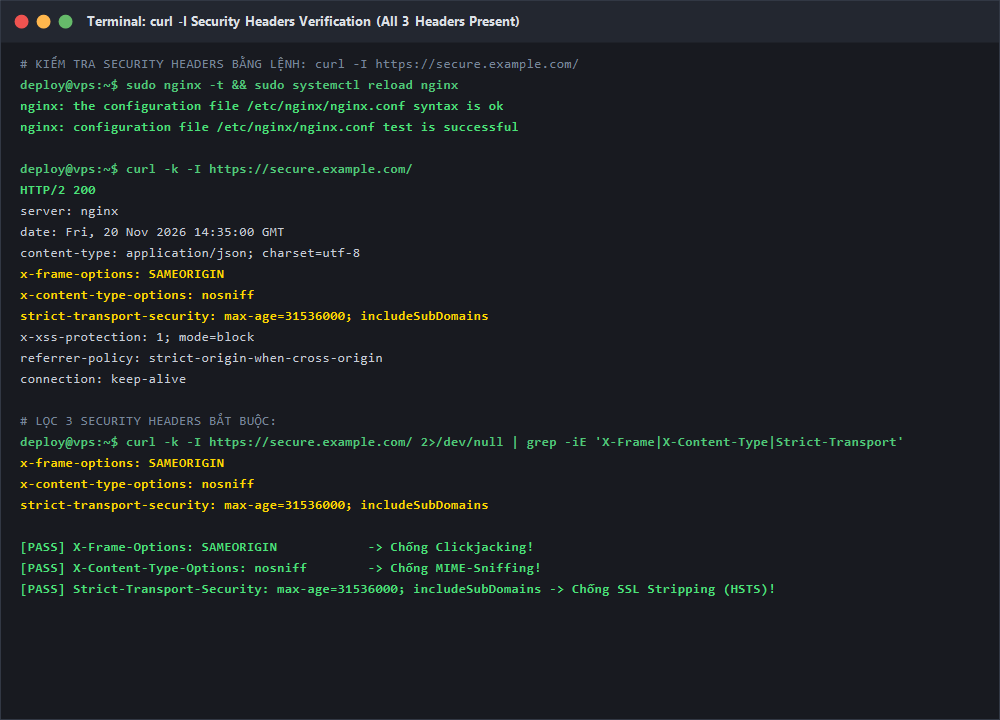 Terminal: curl -I Security Headers Verification (All 3 Headers Present)
# KIỂM TRA SECURITY HEADERS BẰNG LỆNH: curl -I https://secure.example.com/
deploy@vps:~$ sudo nginx -t && sudo systemctl reload nginx
nginx: the configuration file /etc/nginx/nginx.conf syntax is ok
nginx: configuration file /etc/nginx/nginx.conf test is successful
deploy@vps:~$ curl -k -I https://secure.example.com/
HTTP/2 200
server: nginx
date: Fri, 20 Nov 2026 14:35:00 GMT
content-type: application/json; charset=utf-8
x-frame-options: SAMEORIGIN
x-content-type-options: nosniff
strict-transport-security: max-age=31536000; includeSubDomains
x-xss-protection: 1; mode=block
referrer-policy: strict-origin-when-cross-origin
connection: keep-alive
# LỌC 3 SECURITY HEADERS BẮT BUỘC:
deploy@vps:~$ curl -k -I https://secure.example.com/ 2>/dev/null | grep -iE 'X-Frame|X-Content-Type|Strict-Transport'
x-frame-options: SAMEORIGIN
x-content-type-options: nosniff
strict-transport-security: max-age=31536000; includeSubDomains
[PASS] X-Frame-Options: SAMEORIGIN -> Chống Clickjacking!
[PASS] X-Content-Type-Options: nosniff -> Chống MIME-Sniffing!
[PASS] Strict-Transport-Security: max-age=31536000; includeSubDomains -> Chống SSL Stripping (HSTS)!